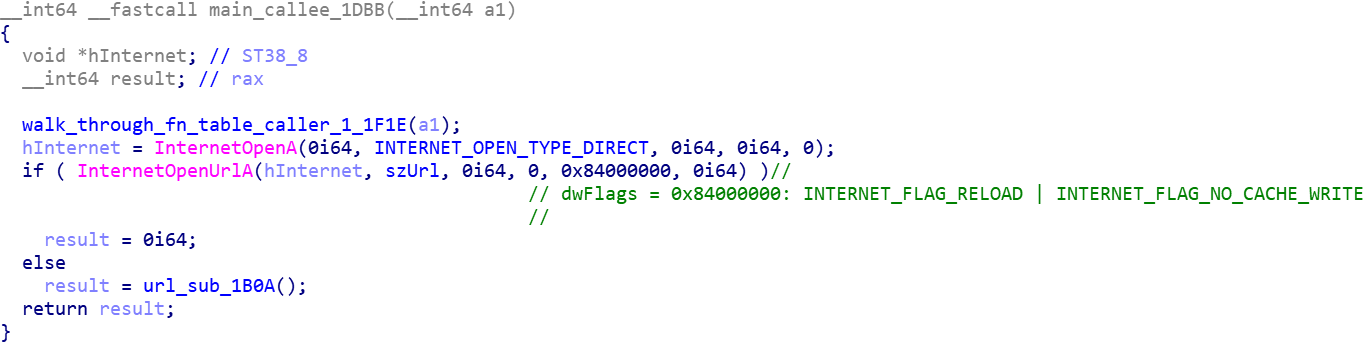 __int64 __fastcall main_callee_1DBB(__int64 a1)
{
void *hInternet; // ST38_8
__int64 result; // rax
walk_through_fn_table_caller_1_1F1E(a1);
hInternet = InternetOpenA(0i64, INTERNET_OPEN_TYPE_DIRECT, 0i64, 0i64, 0);
if ( InternetOpenUrlA(hInternet, szUrl, 0i64, 0, 0x84000000, 0i64) )//
// dwFlags = 0x84000000: INTERNET_FLAG_RELOAD | INTERNET_FLAG_NO_CACHE_WRITE
//
result = 0i64;
else
result = url_sub_1B0A();
return result;
}